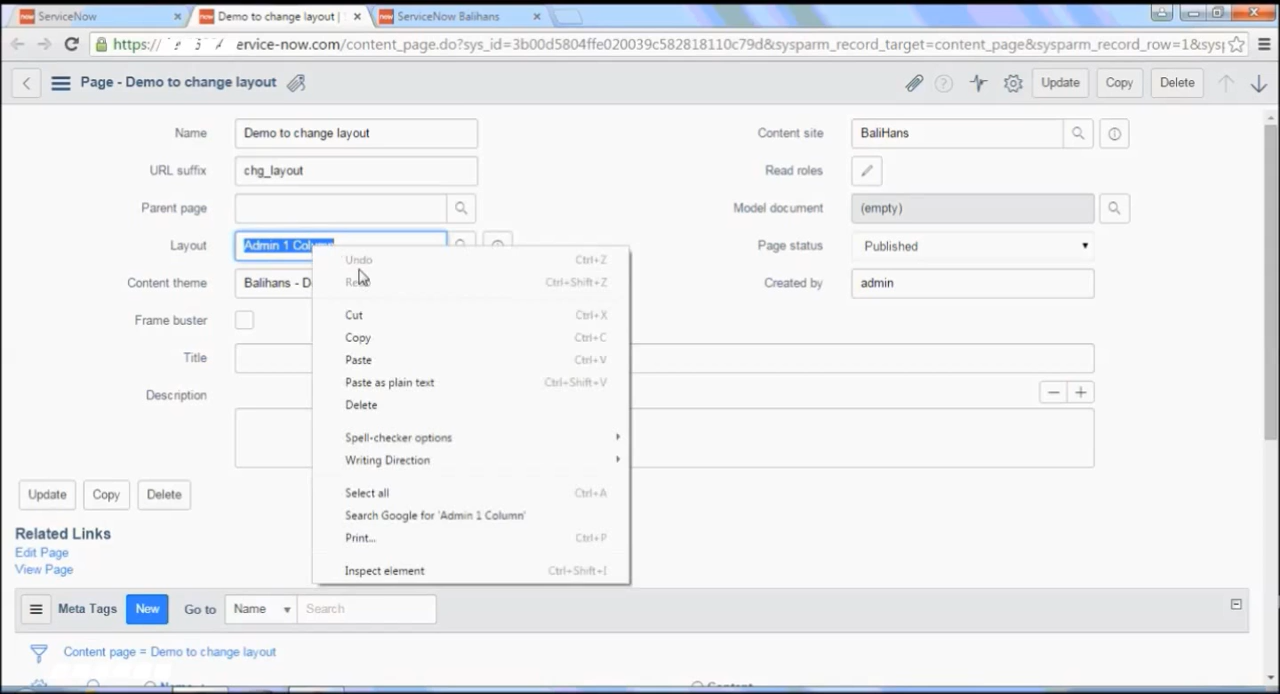 ServiceNow
Demo to change layout |
ServiceNow Balihans
https://
ervice-now.com/content_page.do?sys_id=3b00d5804ffe020039c582818110c79d&sysparm_record_target=content_page&sysparm_record_row=1&sys
Page - Demo to change layout
Update
Copy
Delete
Name
Demo to change layout
Content site
BaliHans
URL suffix
chg_layout
Read roles
Parent page
Model document
(empty)
Layout
Admin 1 Column
Page status
Published
Content theme
Balihans - D
Created by
admin
Frame buster
Title
Description
Undo Ctrl+Z
Redo Ctrl+Shift+Z
Cut Ctrl+X
Copy Ctrl+C
Paste Ctrl+V
Paste as plain text Ctrl+Shift+V
Delete
Spell-checker options
Writing Direction
Select all Ctrl+A
Search Google for 'Admin 1 Column'
Print... Ctrl+P
Inspect element Ctrl+Shift+I
Update
Copy
Delete
Related Links
Edit Page
View Page
Meta Tags
New
Go to
Name
Search
Content page = Demo to change layout